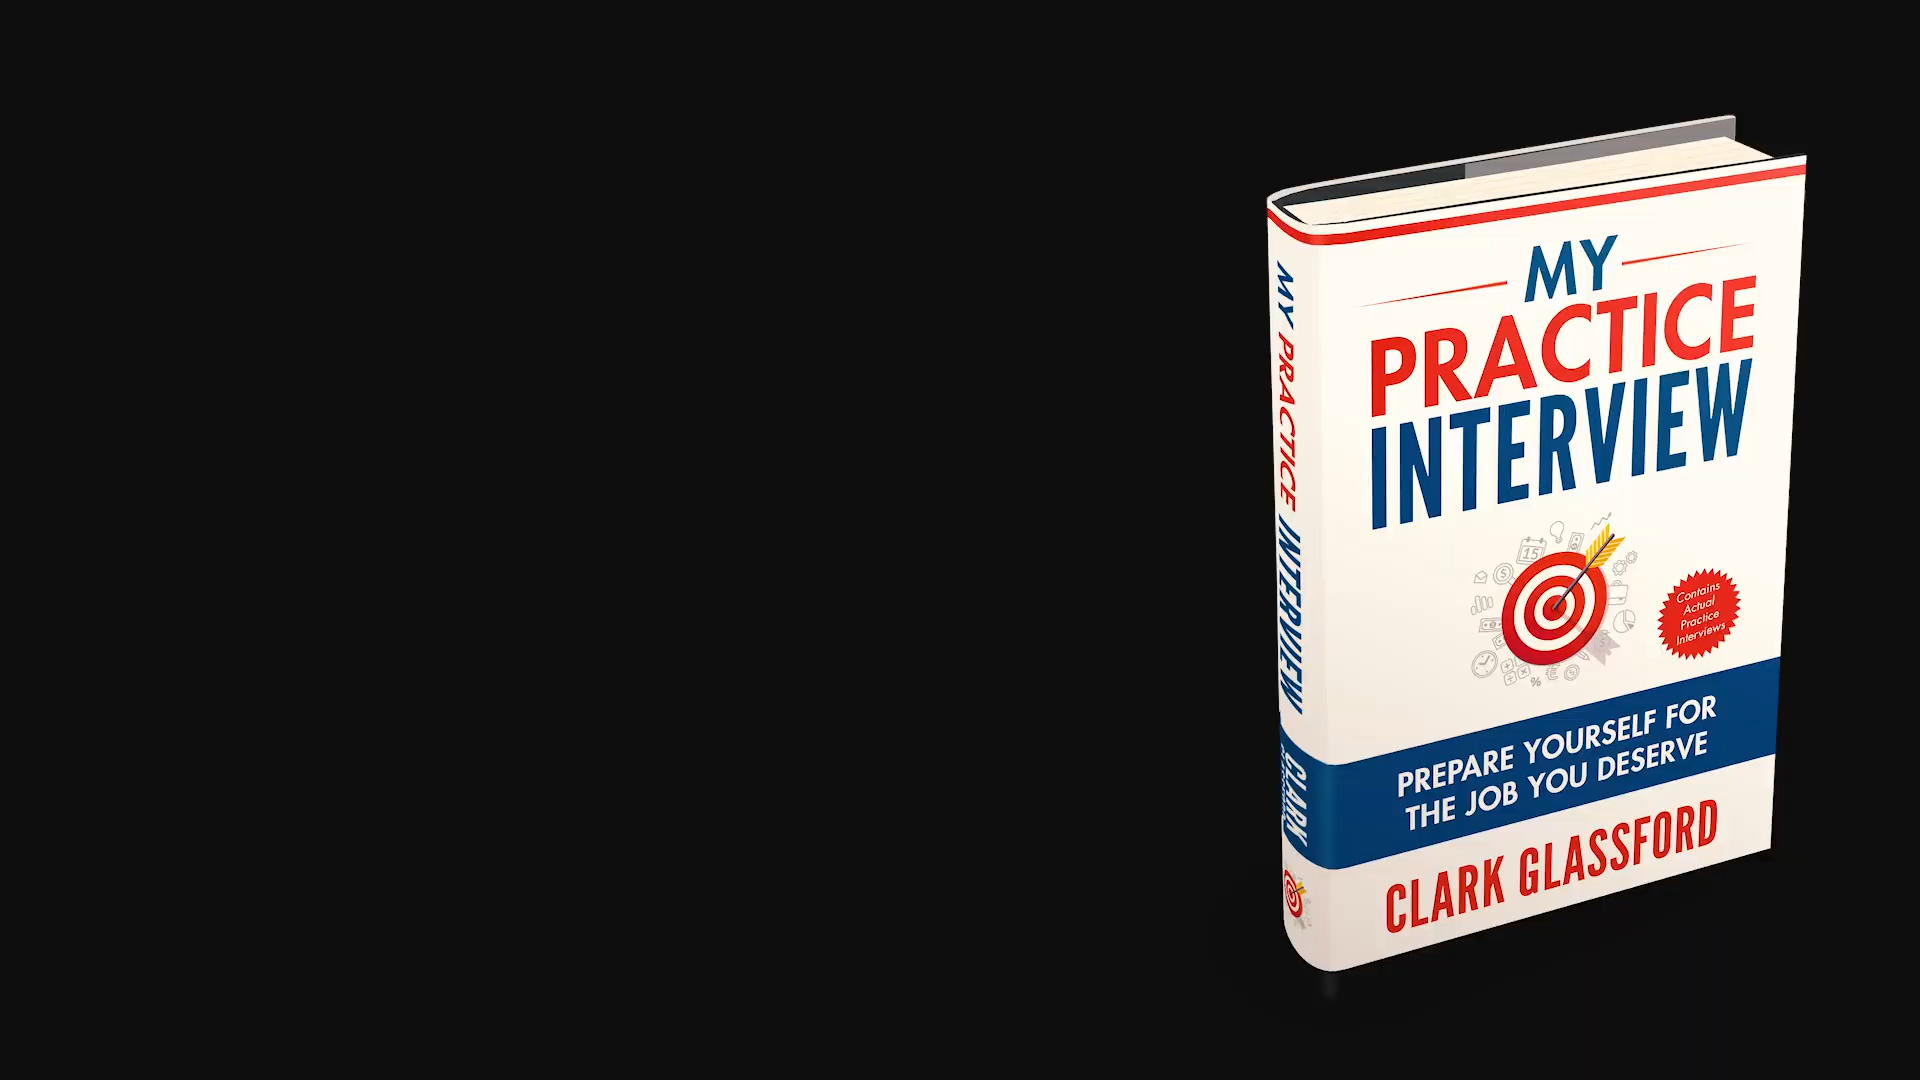 MY
PRACTICE
INTERVIEW
15
Contains
Actual
Practice
Interviews
PREPARE YOURSELF FOR
THE JOB YOU DESERVE
CLARK GLASSFORD
MY PRACTICE INTERVIEW
CLARK